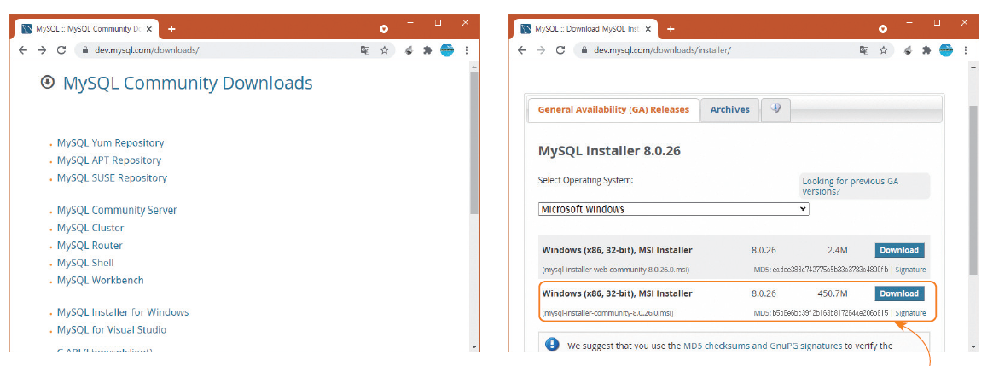 MySQL :: MySQL Community Do
dev.mysql.com/downloads/
MySQL Community Downloads
MySQL Yum Repository
MySQL APT Repository
MySQL SUSE Repository
MySQL Community Server
MySQL Cluster
MySQL Router
MySQL Shell
MySQL Workbench
MySQL Installer for Windows
MySQL for Visual Studio
C API (libmysqlclient)
MySQL :: Download MySQL Inst
dev.mysql.com/downloads/installer/
General Availability (GA) Releases Archives
MySQL Installer 8.0.26
Select Operating System:
Looking for previous GA
versions?
Microsoft Windows
Windows (x86, 32-bit), MSI Installer 8.0.26 2.4M Download
(mysql-installer-web-community-8.0.26.0.msi) MD5: | Signature
Windows (x86, 32-bit), MSI Installer 8.0.26 450.7M Download
(mysql-installer-community-8.0.26.0.msi) MD5: | Signature
We suggest that you use the MD5 checksums and GnuPG signatures to verify the